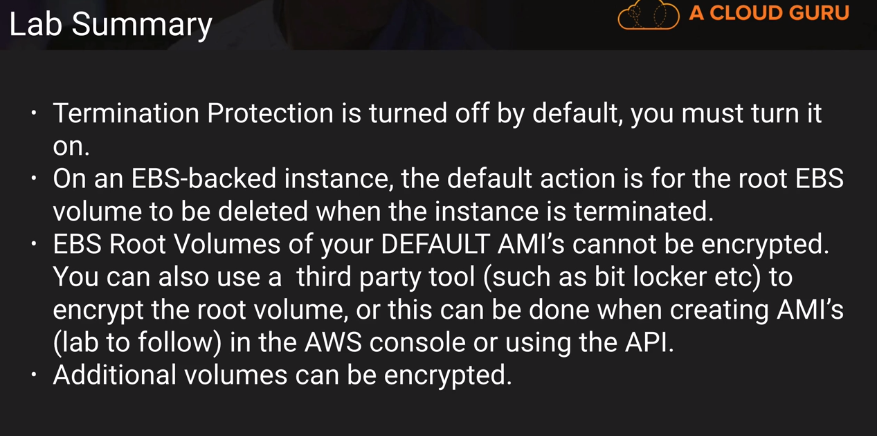 Lab Summary
A CLOUD GURU
• Termination Protection is turned off by default, you must turn it
on.
• On an EBS-backed instance, the default action is for the root EBS
volume to be deleted when the instance is terminated.
• EBS Root Volumes of your DEFAULT AMI’s cannot be encrypted.
You can also use a  third party tool (such as bit locker etc) to
encrypt the root volume, or this can be done when creating AMI’s
(lab to follow) in the AWS console or using the API.
• Additional volumes can be encrypted.